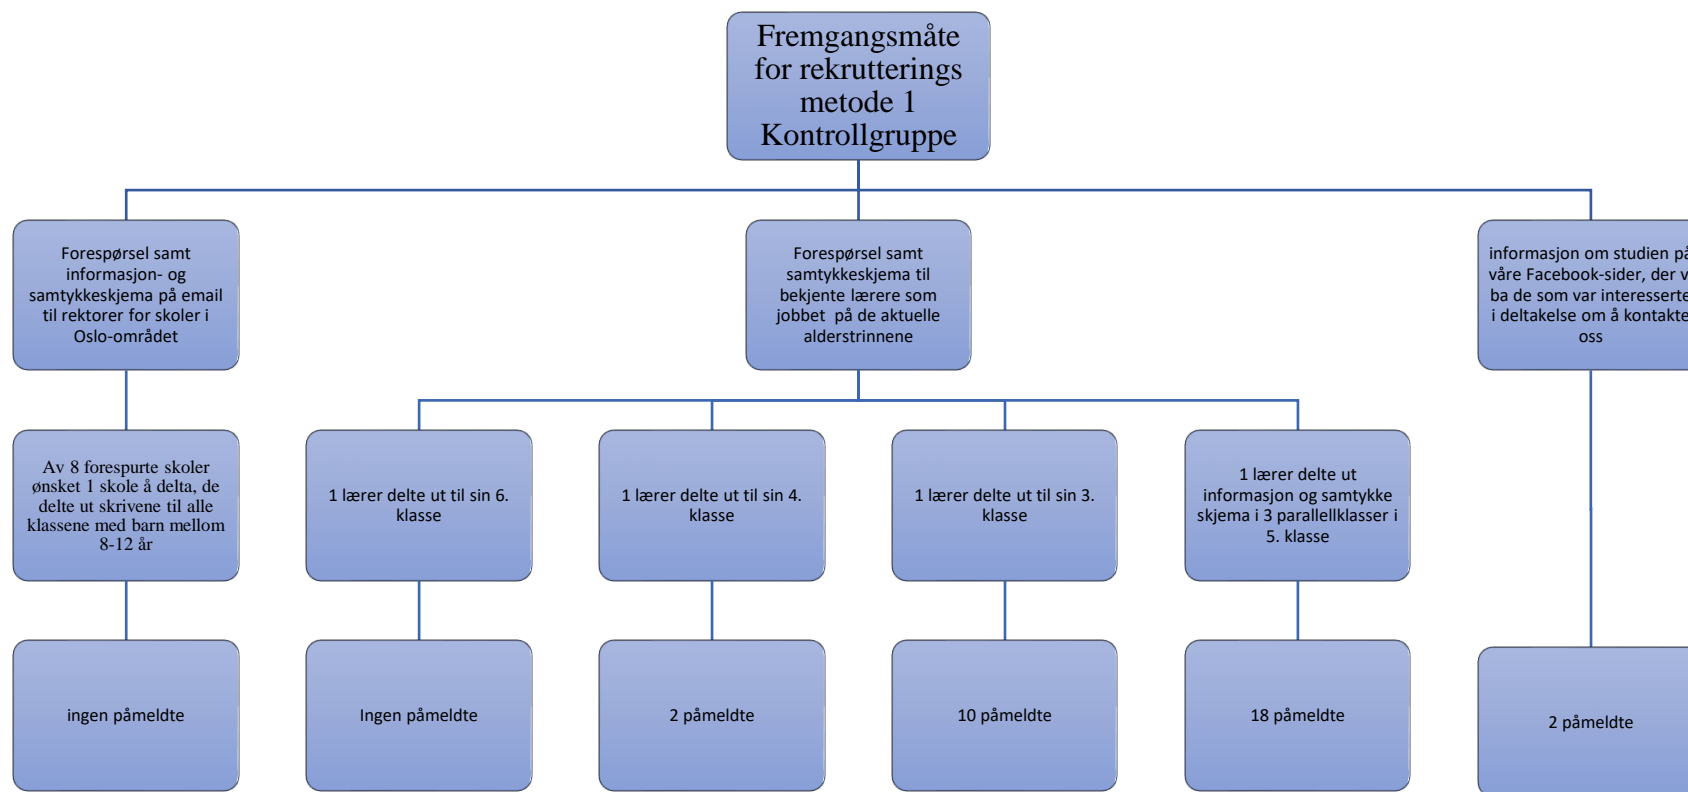 Fremgangsmåte
for rekrutterings
metode 1
Kontrollgruppe
Forespørsel samt
informasjon- og
samtykkeskjema på email
til rektorer for skoler i
Oslo-området
Forespørsel samt
samtykkeskjema til
bekjente lærere som
jobbet på de aktuelle
alderstrinnene
informasjon om studien på
våre Facebook-sider, der v
ba de som var interesserte
i deltakelse om å kontakte
oss
Av 8 forespurte skoler
ønsket 1 skole å delta, de
delte ut skrivene til alle
klassene med barn mellom
8-12 år
1 lærer delte ut til sin 6.
klasse
1 lærer delte ut til sin 4.
klasse
1 lærer delte ut til sin 3.
klasse
1 lærer delte ut
informasjon og samtykke
skjema i 3 parallellklasser i
5. klasse
ingen påmeldte
Ingen påmeldte
2 påmeldte
10 påmeldte
18 påmeldte
2 påmeldte